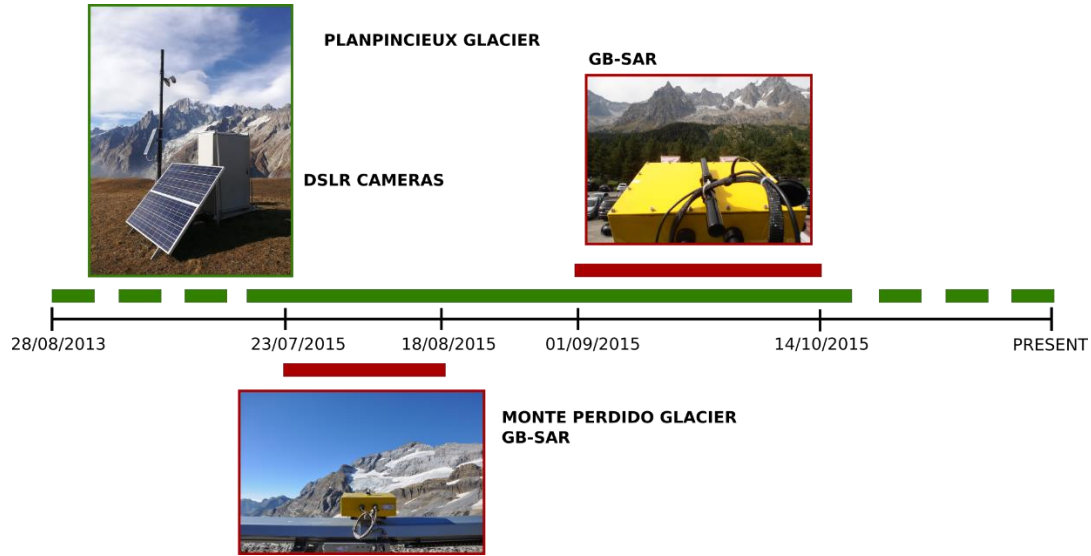 PLANPINCIEUX GLACIER
GB-SAR
DSLR CAMERAS
28/08/2013
23/07/2015
18/08/2015
01/09/2015
14/10/2015
PRESENT
MONTE PERDIDO GLACIER
GB-SAR